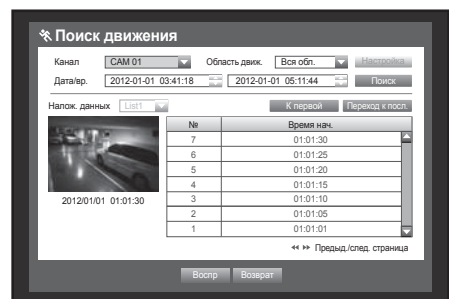 Поиск движения
Канал CAM 01 Область движ. Вся обл. Настройка
Дата/вр. 2012-01-01 03:41:18 2012-01-01 05:11:44 Поиск
Налож. данных List1 К первой Переход к посл.
№ Время нач.
7 01:01:30
6 01:01:25
5 01:01:20
4 01:01:15
3 01:01:10
2 01:01:05
1 01:01:01
2012/01/01 01:01:30
Предыд./след. страница
Воспр Возврат